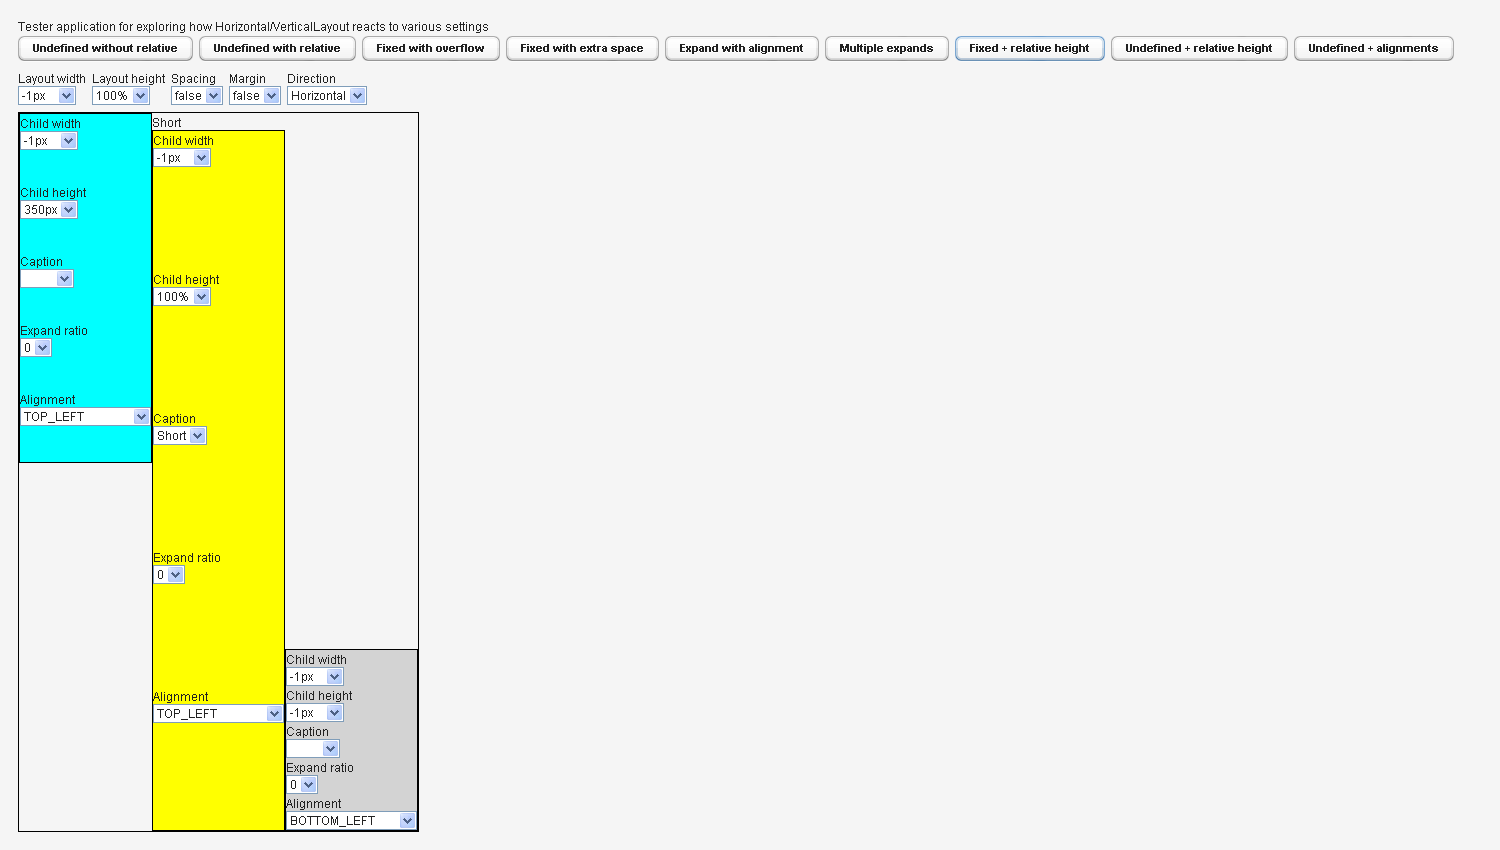 Tester application for exploring how Horizontal/VerticalLayout reacts to various settings
Undefined without relative Undefined with relative Fixed with overflow Fixed with extra space Expand with alignment Multiple expands Fixed + relative height Undefined + relative height Undefined + alignments
Layout width Layout height Spacing Margin Direction
-1px 100% false false Horizontal
Child width
-1px
Child height
350px
Caption
Expand ratio
0
Alignment
TOP_LEFT
Short
Child width
-1px
Child height
100%
Caption
Short
Expand ratio
0
Alignment
TOP_LEFT
Child width
-1px
Child height
-1px
Caption
Expand ratio
0
Alignment
BOTTOM_LEFT